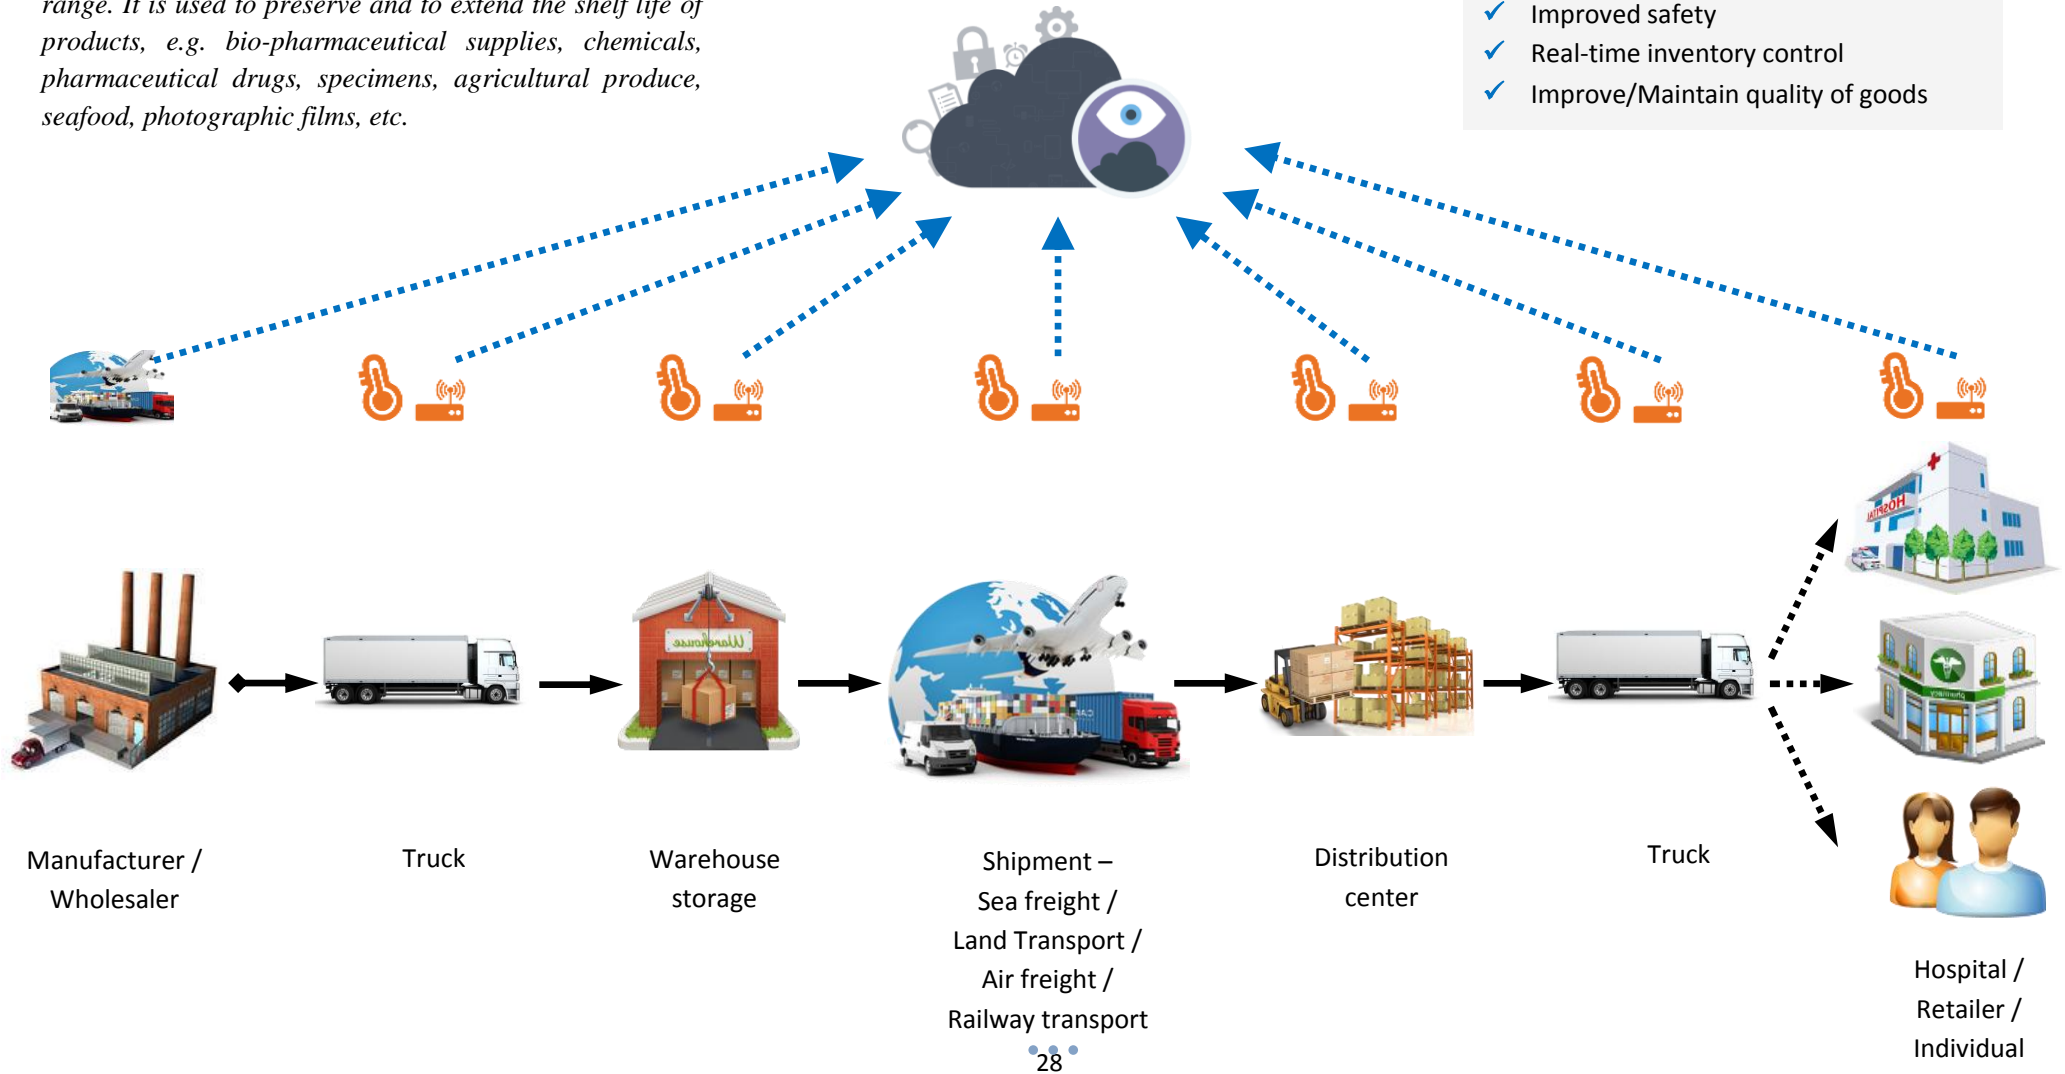 range. It is used to preserve and to extend the shelf life of
products, e.g. bio-pharmaceutical supplies, chemicals,
pharmaceutical drugs, specimens, agricultural produce,
seafood, photographic films, etc.
✓ Improved safety
✓ Real-time inventory control
✓ Improve/Maintain quality of goods
HOSPITAL
Warehouse
pharmacy
Manufacturer /
Wholesaler
Truck
Warehouse
storage
Shipment –
Sea freight /
Land Transport /
Air freight /
Railway transport
Distribution
center
Truck
Hospital /
Retailer /
Individual
28